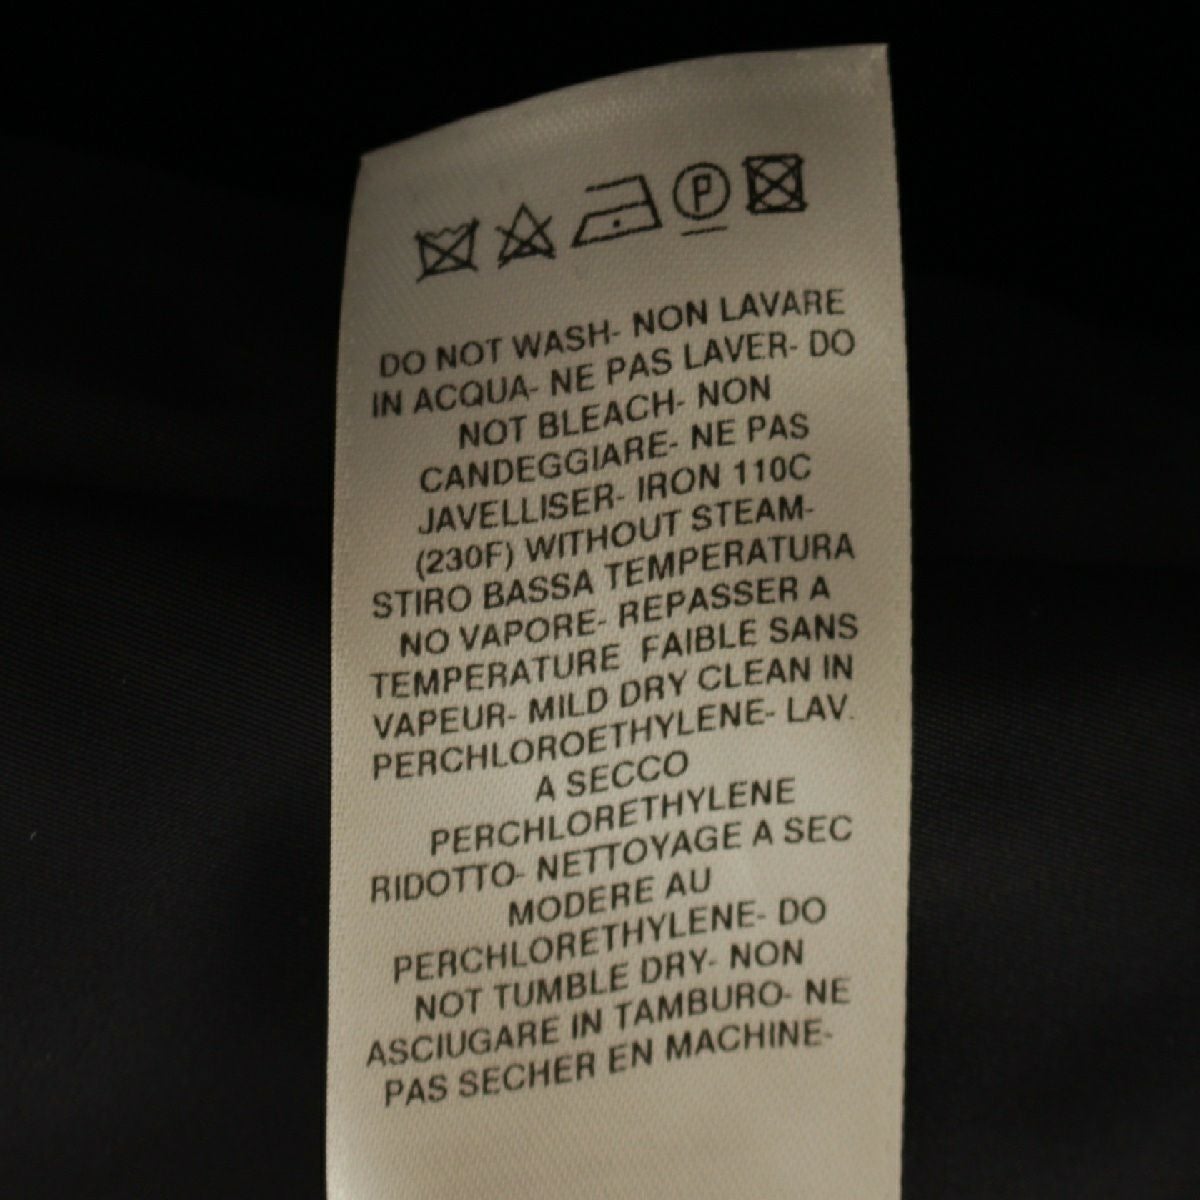 P
DO NOT WASH- NON LAVARE
IN ACQUA- NE PAS LAVER- DO
NOT BLEACH- NON
CANDEGGIARE- NE PAS
JAVELLISER- IRON 110C
(230F) WITHOUT STEAM-
STIRO BASSA TEMPERATURA
NO VAPORE- REPASSER A
TEMPERATURE FAIBLE SANS
VAPEUR- MILD DRY CLEAN IN
PERCHLOROETHYLENE- LAV.
A SECCO
PERCHLORETHYLENE
RIDOTTO- NETTOYAGE A SEC
MODERE AU
PERCHLORETHYLENE- DO
NOT TUMBLE DRY- NON
ASCIUGARE IN TAMBURO- NE
PAS SECHER EN MACHINE-